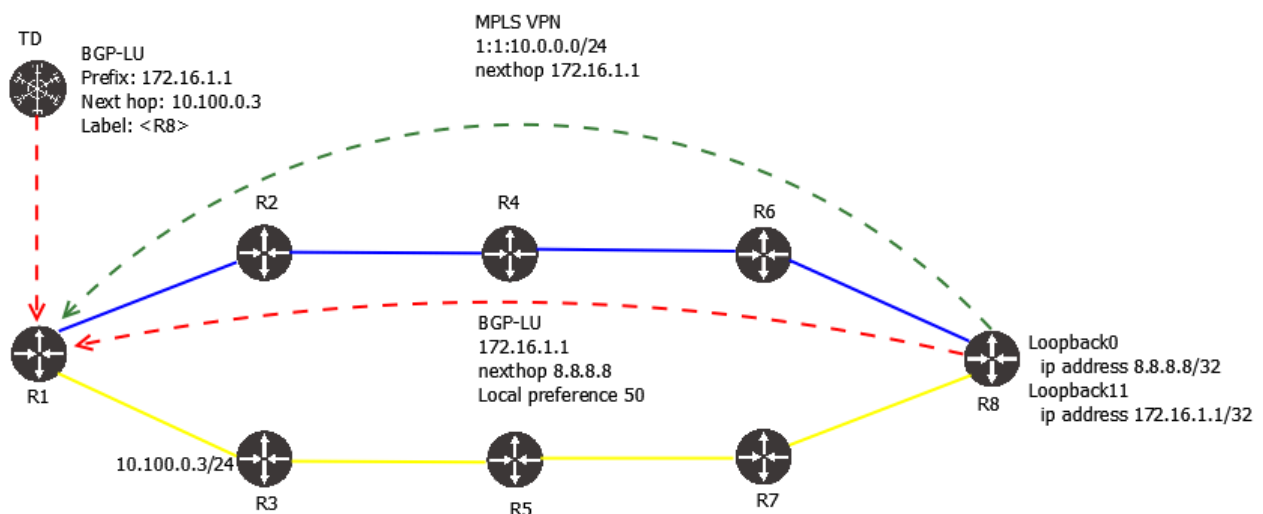 TD
BGP-LU
Prefix: 172.16.1.1
Next hop: 10.100.0.3
Label: <R8>
MPLS VPN
1:1:10.0.0.0/24
nexthop 172.16.1.1
R2
R4
R6
BGP-LU
172.16.1.1
nexthop 8.8.8.8
Local preference 50
R1
Loopback0
ip address 8.8.8.8/32
Loopback11
ip address 172.16.1.1/32
R8
10.100.0.3/24
R3
R5
R7